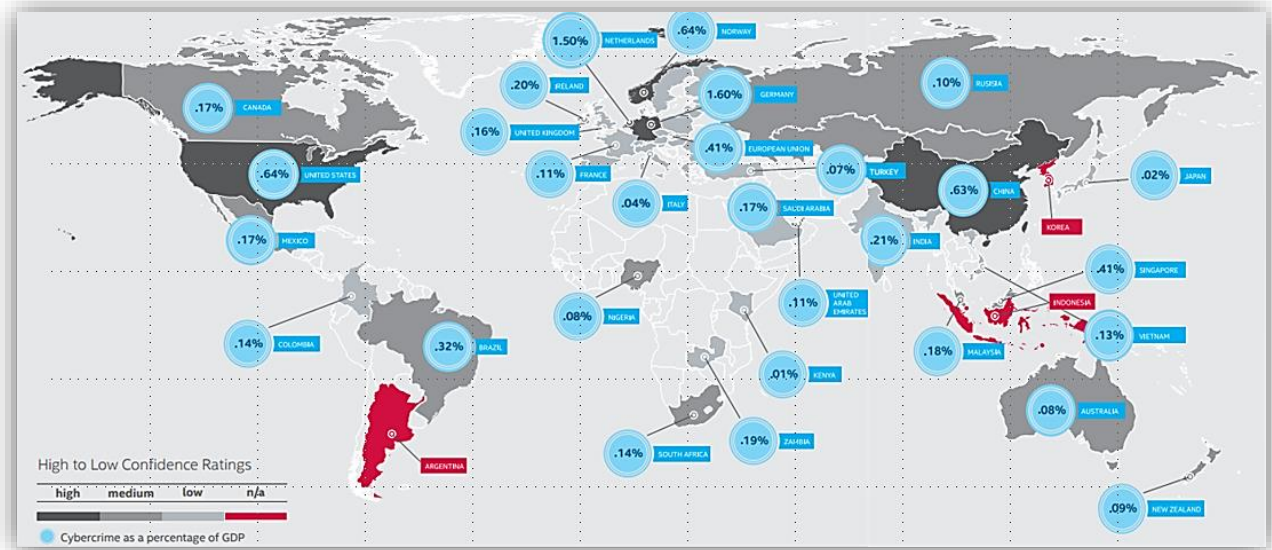 1.50%
NETHERLANDS
.64%
NORWAY
.20%
IRELAND
1.60%
GERMANY
.10%
RUSISIA
.17%
CANADA
.16%
UNITED KINGDOM
.41%
EUROPEAN UNION
.64%
UNITED STATES
.11%
FRANCE
.07%
TURKEY
.63%
CHINA
.02%
JAPAN
.04%
ITALY
.17%
SAUDI ARABIA
KOREA
.17%
MEXICO
.21%
INDIA
.41%
SINGAPORE
.08%
NIGERIA
.11%
UNITED
ARAB
EMIRATES
INDONESIA
.14%
COLOMBIA
.32%
BRAZIL
.18%
MALAYSIA
.13%
VIETNAM
.01%
KENYA
.08%
AUSTRALIA
.14%
SOUTH AFRICA
.19%
ZAMBIA
ARGENTINA
High to Low Confidence Ratings
high medium low n/a
.09%
NEW ZEALAND
Cybercrime as a percentage of GDP